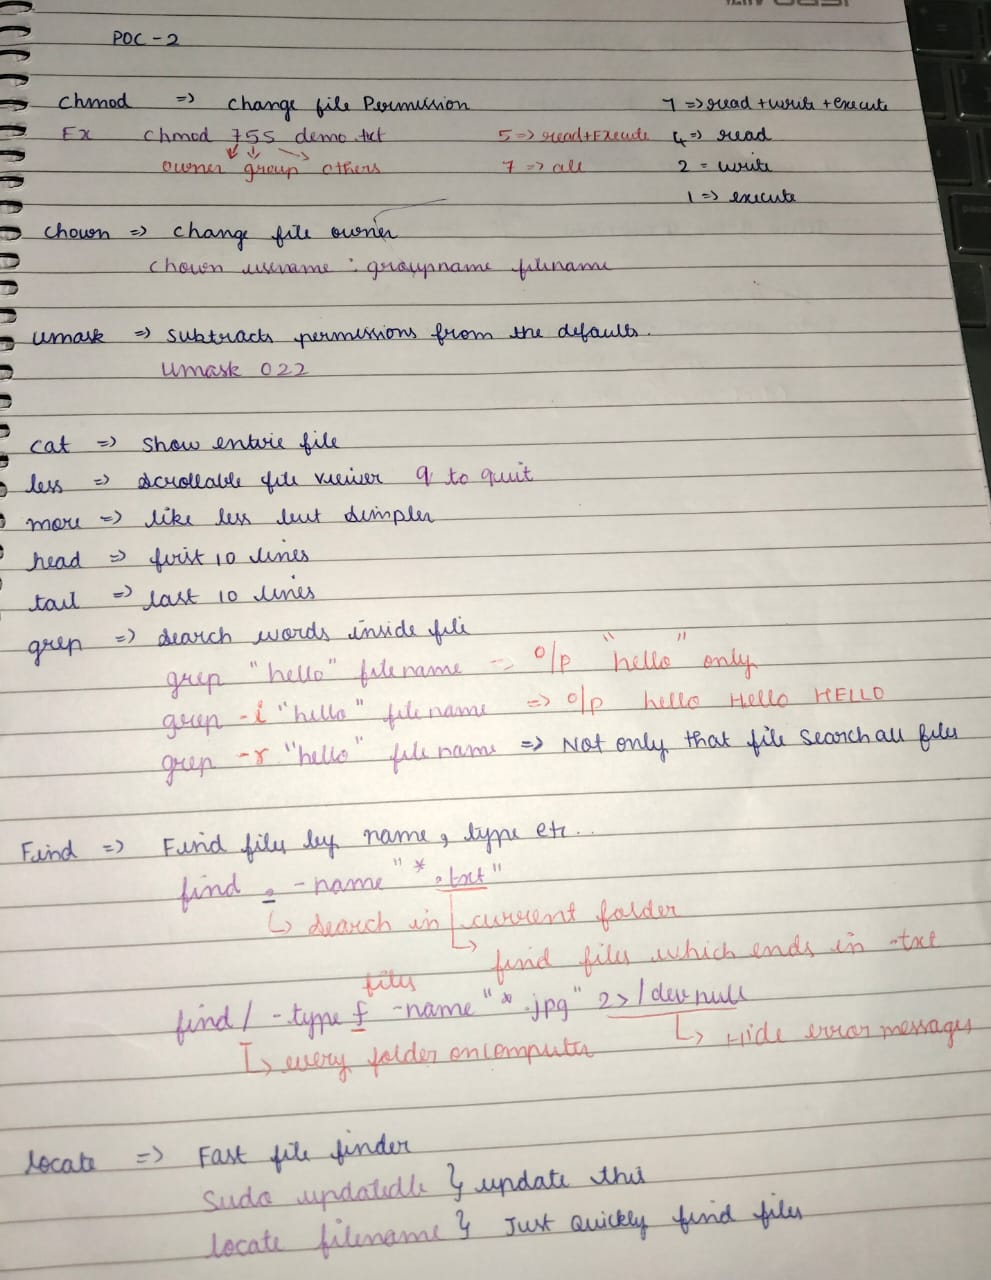 POC - 2
chmod => change file Permission 7 => read + write + execute
Ex chmod 755 demo.txt 5 => read + Execute 4 => read
owner group others 7 => all 2 = write
1 => execute
chown => change file owner
chown username : groupname filename
umask => subtracts permissions from the defaults.
umask 022
cat => show entire file
less => scrollable file viewer q to quit
more => like less but simpler
head => first 10 lines
tail => last 10 lines
grep => search words inside file
grep "hello" filename => o/p "hello" only
grep -i "hello" filename => o/p hello Hello HELLO
grep -r "hello" file name => Not only that file search all files
Find => Find files by name, type etc..
find . -name "*.txt"
↳ search in current folder
↳ find files which ends in .txt
files
find / -type f -name "*.jpg" 2>/dev null
↳ every folder on computer ↳ Hide error messages
locate => Fast file finder
sudo updatedb } update this
locate filename } Just quickly find files